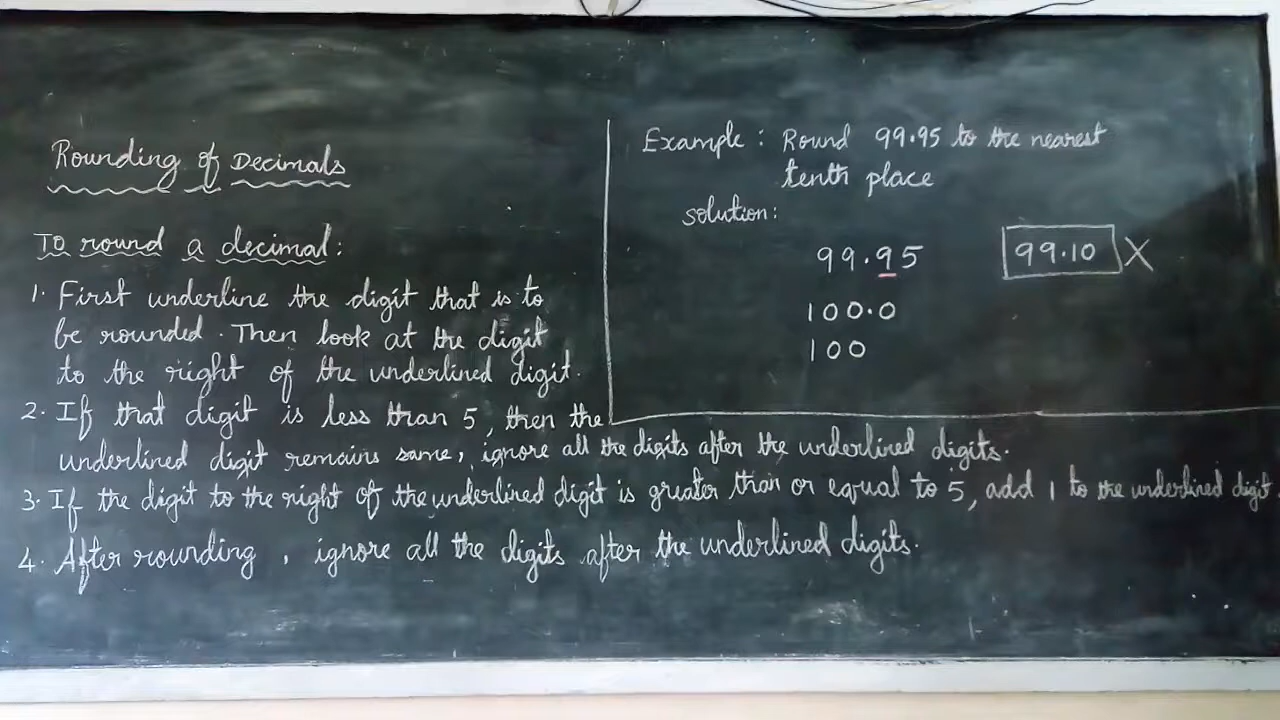 Rounding of Decimals
To round a decimal:
1. First underline the digit that is to
be rounded. Then look at the digit
to the right of the underlined digit.
2. If that digit is less than 5, then the
underlined digit remains same, ignore all the digits after the underlined digits.
3. If the digit to the right of the underlined digit is greater than or equal to 5, add 1 to the underlined digit
4. After rounding, ignore all the digits after the underlined digits.
Example: Round 99.95 to the nearest
tenth place
solution:
99.95
99.10 X
100.0
100